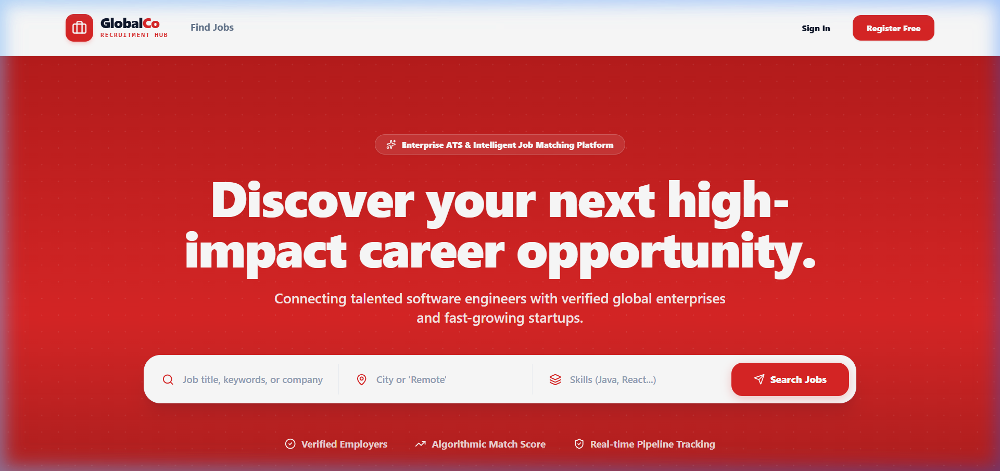 GlobalCo
RECRUITMENT HUB
Find Jobs
Sign In
Register Free
Enterprise ATS & Intelligent Job Matching Platform
Discover your next high-
impact career opportunity.
Connecting talented software engineers with verified global enterprises
and fast-growing startups.
Job title, keywords, or company
City or 'Remote'
Skills (Java, React...)
Search Jobs
Verified Employers
Algorithmic Match Score
Real-time Pipeline Tracking